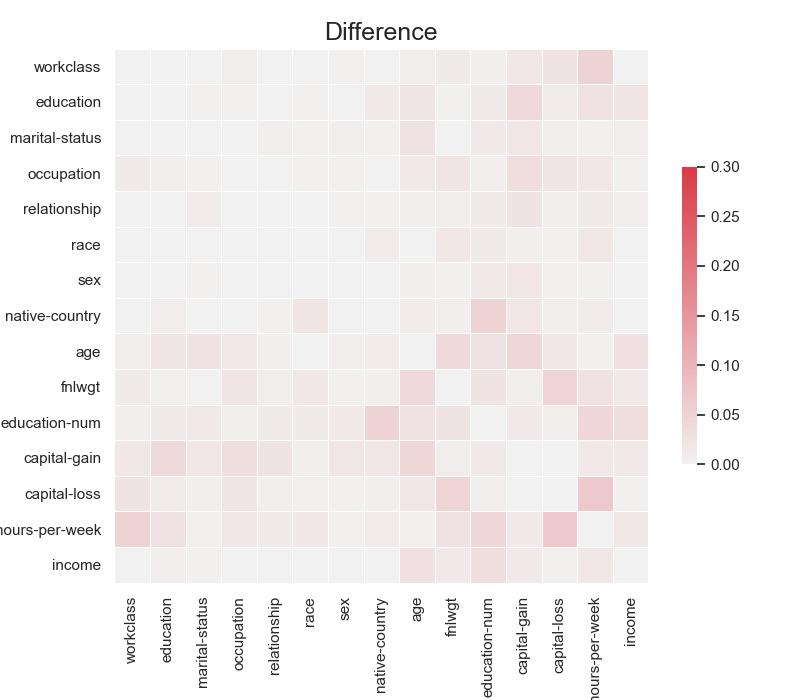 Difference
workclass
education
marital-status
occupation
relationship
race
sex
native-country
age
fnlwgt
education-num
capital-gain
capital-loss
hours-per-week
income
0.30
0.25
0.20
0.15
0.10
0.05
0.00
workclass
education
marital-status
occupation
relationship
race
sex
native-country
age
fnlwgt
education-num
capital-gain
capital-loss
hours-per-week
income